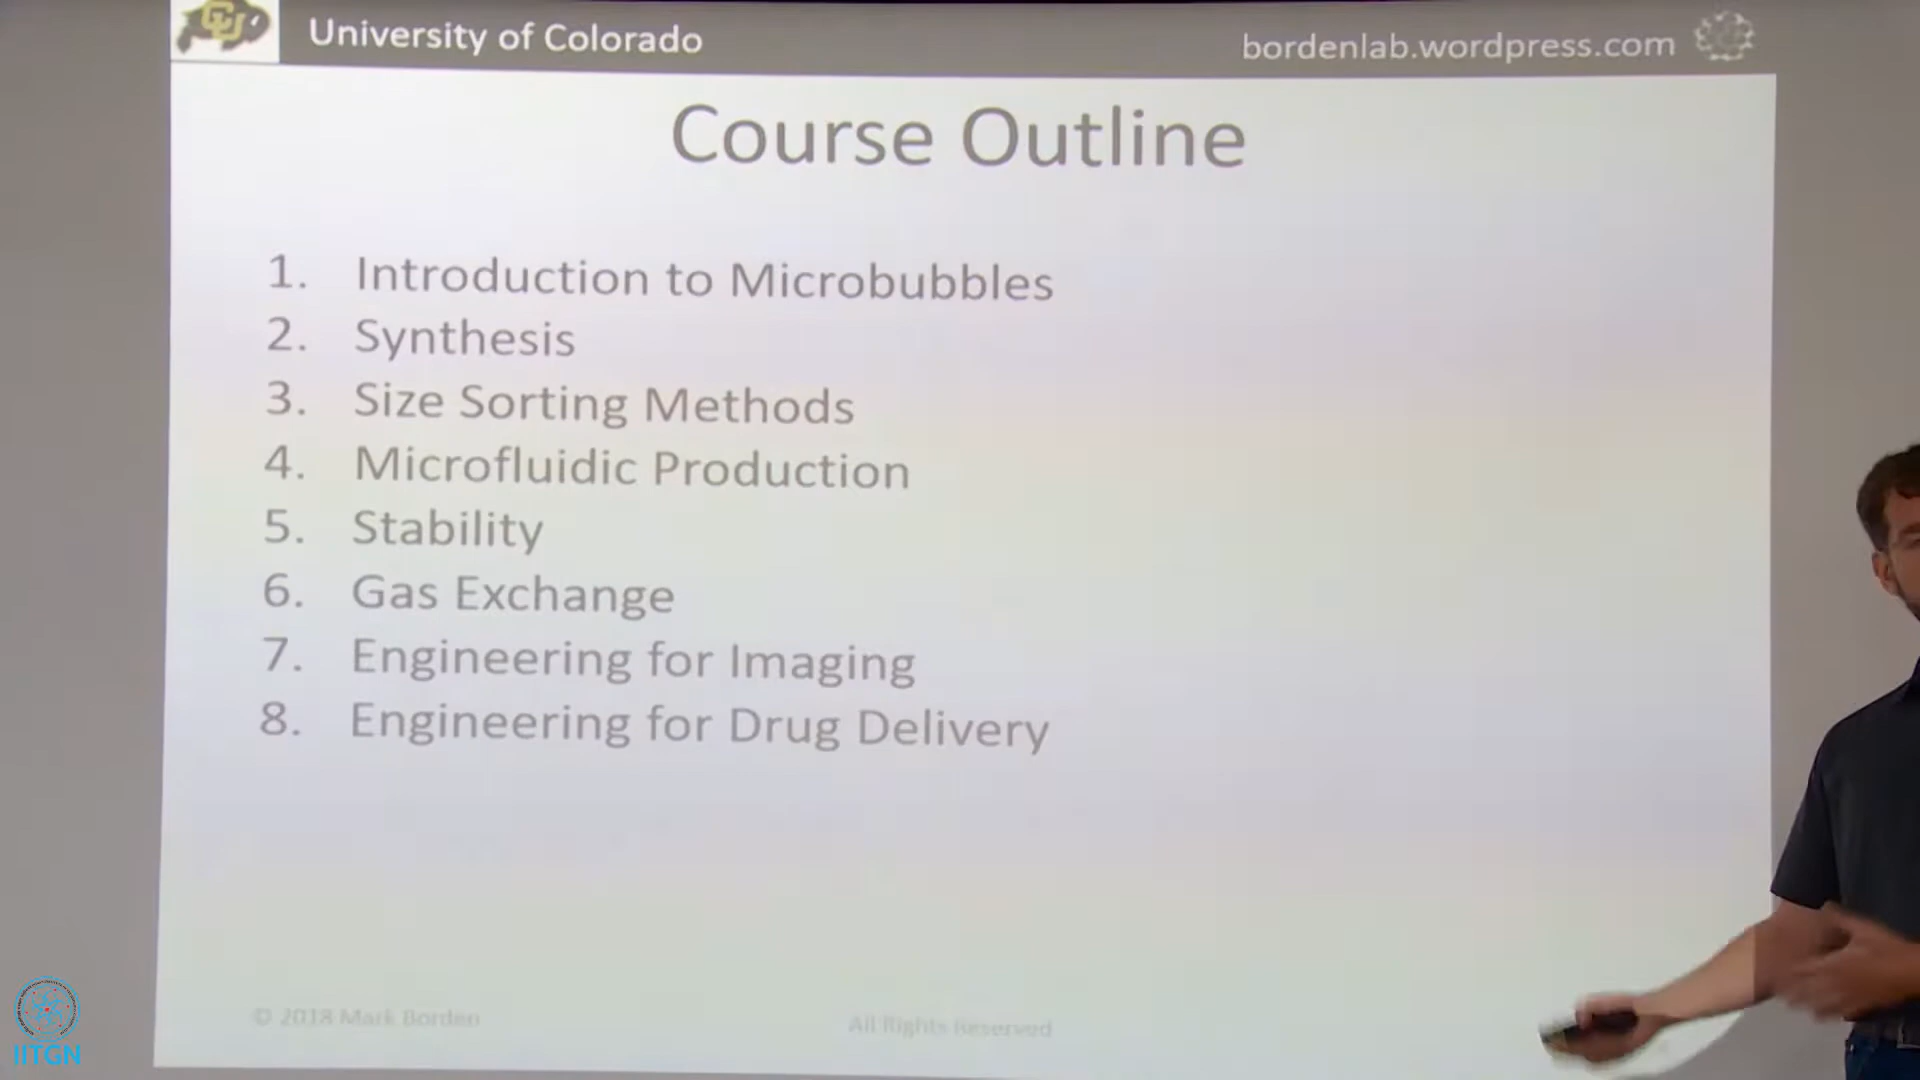 CU
University of Colorado
bordenlab.wordpress.com
Course Outline
1. Introduction to Microbubbles
2. Synthesis
3. Size Sorting Methods
4. Microfluidic Production
5. Stability
6. Gas Exchange
7. Engineering for Imaging
8. Engineering for Drug Delivery
© 2018 Mark Borden
All Rights Reserved
IITGN